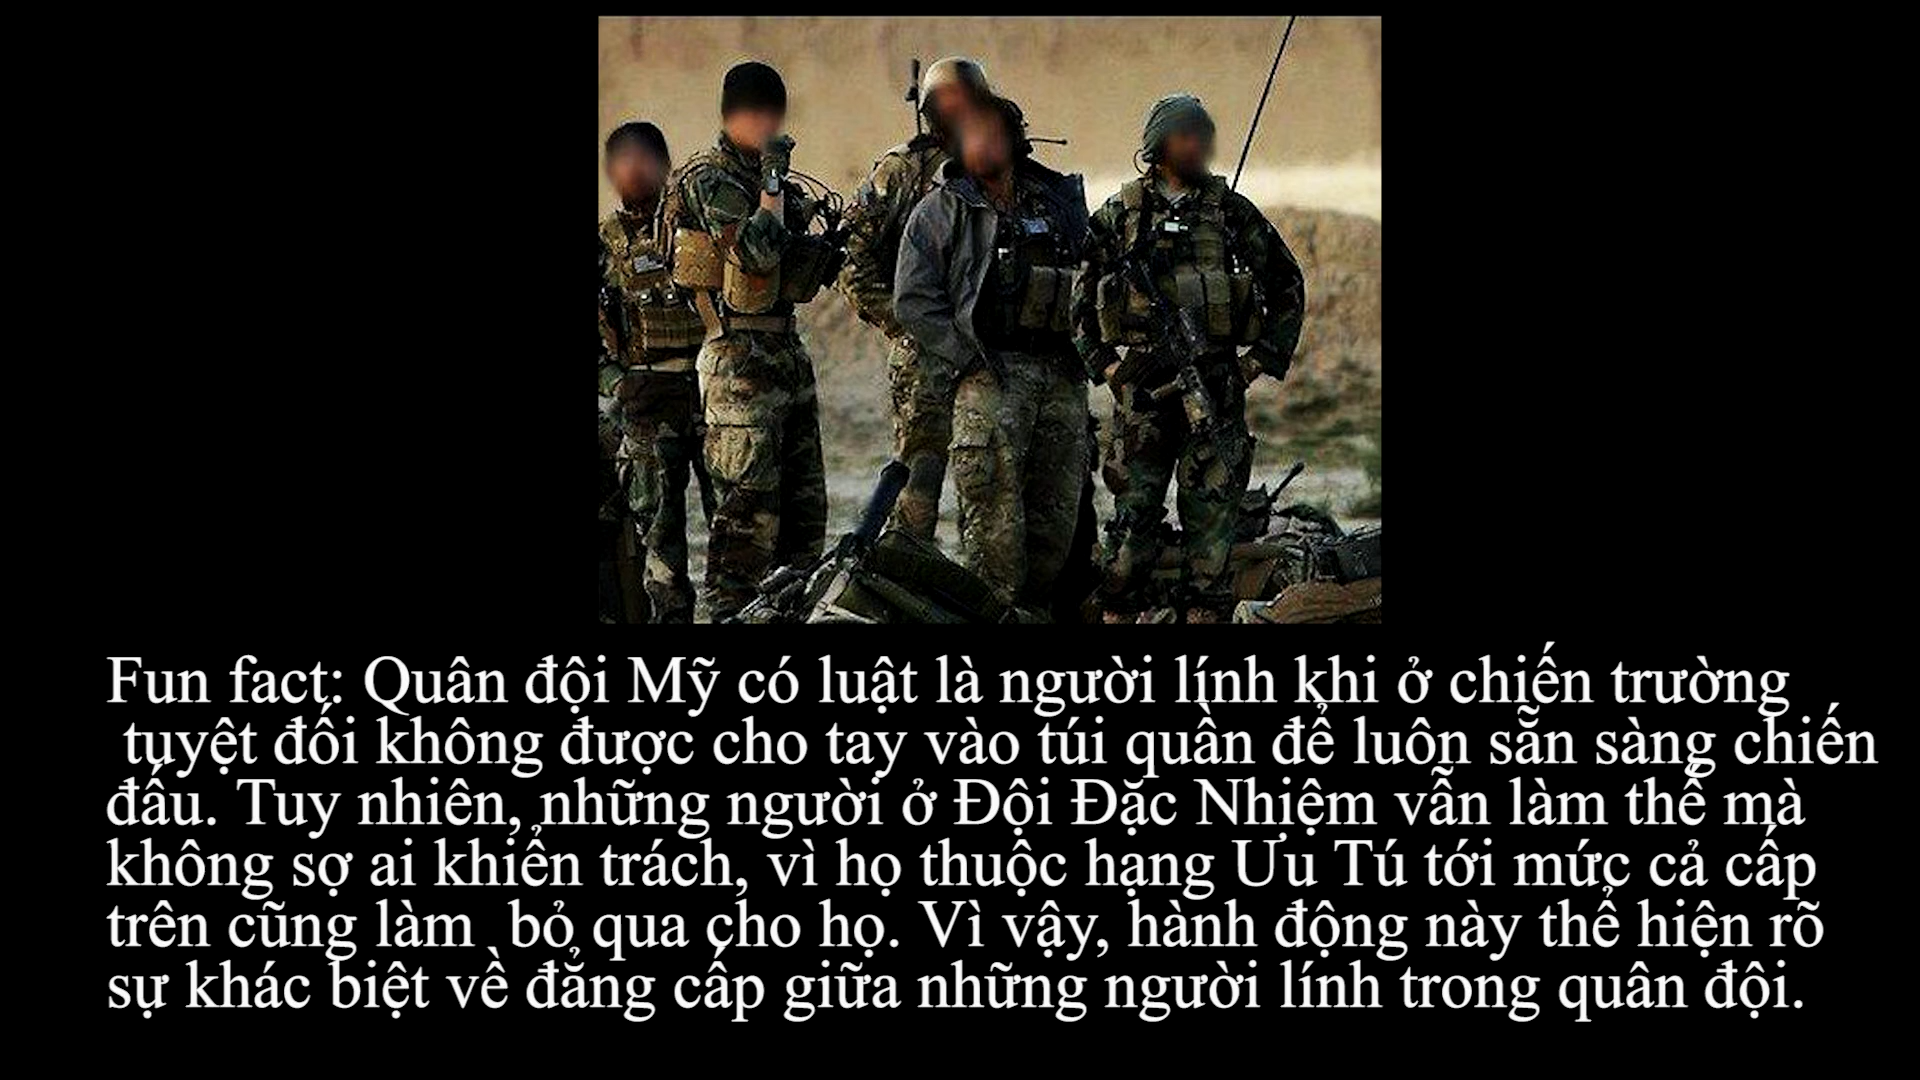 Fun fact: Quân đội Mỹ có luật là người lính khi ở chiến trường
tuyệt đối không được cho tay vào túi quần để luôn sẵn sàng chiến
đấu. Tuy nhiên, những người ở Đội Đặc Nhiệm vẫn làm thế mà
không sợ ai khiển trách, vì họ thuộc hạng Ưu Tú tới mức cả cấp
trên cũng làm bỏ qua cho họ. Vì vậy, hành động này thể hiện rõ
sự khác biệt về đẳng cấp giữa những người lính trong quân đội.